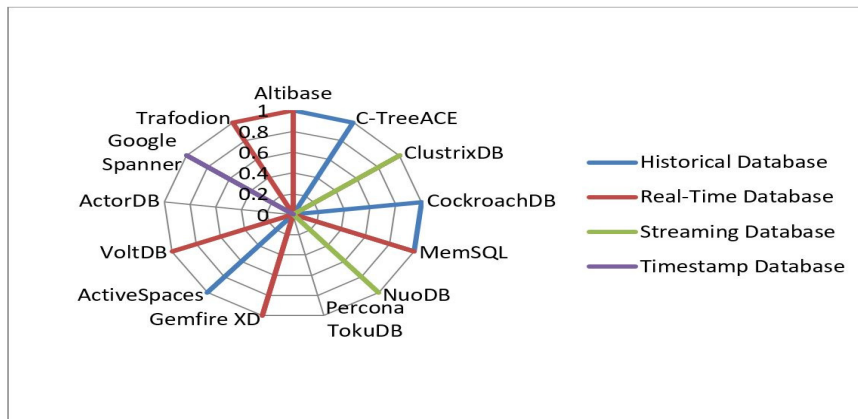 Altibase
C-TreeACE
ClustrixDB
CockroachDB
MemSQL
NuoDB
Percona
TokuDB
Gemfire XD
ActiveSpaces
VoltDB
ActorDB
Google
Spanner
Trafodion
1
0.8
0.6
0.4
0.2
0
Historical Database
Real-Time Database
Streaming Database
Timestamp Database